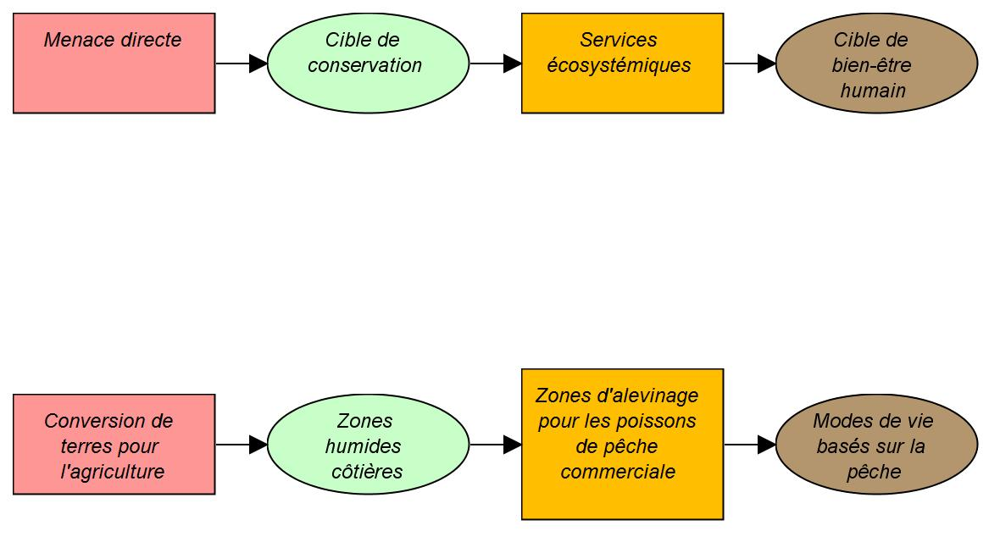 Menace directe
Cible de
conservation
Services
écosystémiques
Cible de
bien-être
humain
Conversion de
terres pour
l'agriculture
Zones
humides
côtières
Zones d'alevinage
pour les poissons
de pêche
commerciale
Modes de vie
basés sur la
pêche